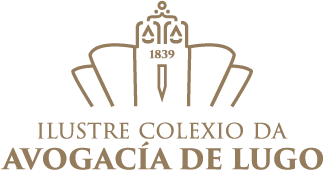 1839
ILUSTRE COLEXIO DA
AVOGACÍA DE LUGO